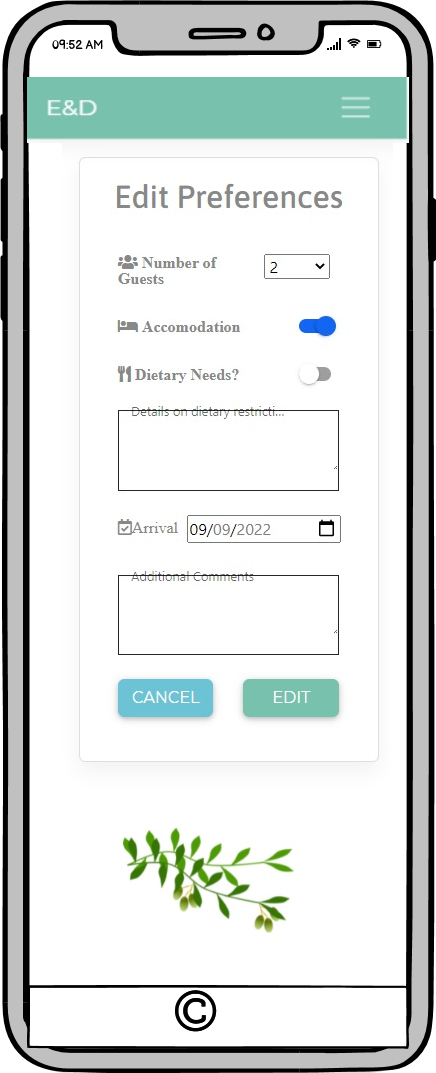 09:52 AM
E&D
Edit Preferences
Number of
Guests
2
Accomodation
Dietary Needs?
Details on dietary restricti...
Arrival 09/09/2022
Additional Comments
CANCEL EDIT
©